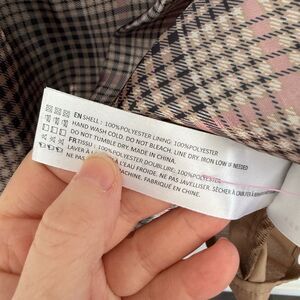 EN SHELL : 100%POLYESTER LINING: 100%POLYESTER
HAND WASH COLD. DO NOT BLEACH. LINE DRY. IRON LOW IF NEEDED
DO NOT TUMBLE DRY. MADE IN CHINA.
FR TISSU : 100%POLYESTER, DOUBLURE: 100%POLYESTER
LAVER À L'EAU FROIDE. NE PAS JAVELLISER. SÉCHER À
NE PAS MACHINE, FABRIQUÉ EN CHINE.